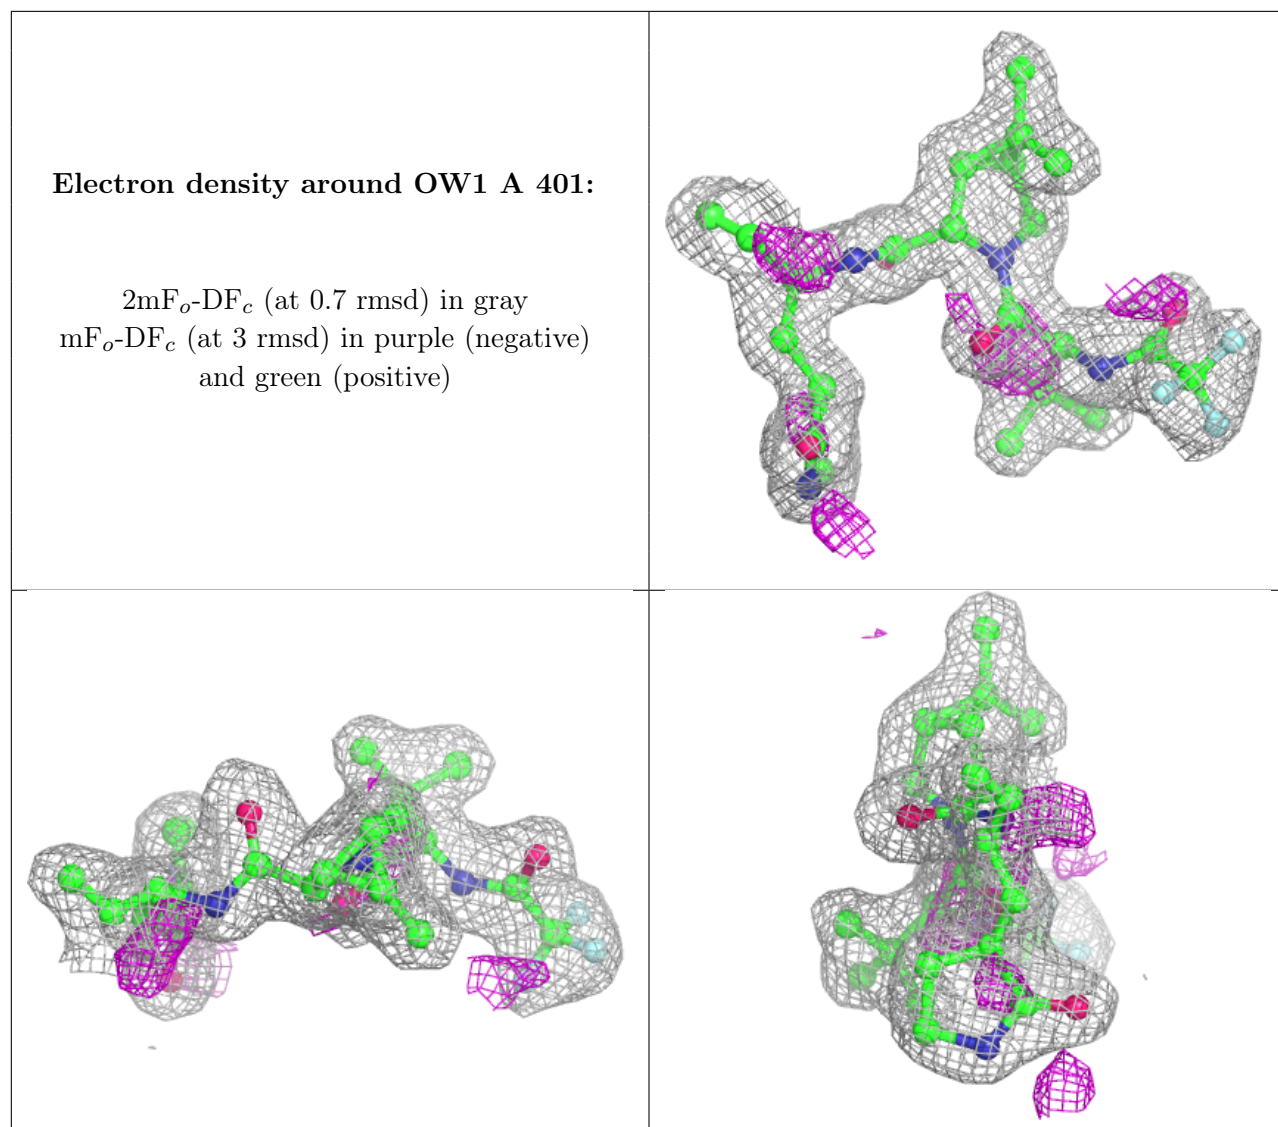 Electron density around OW1 A 401:
2mFo-DFc (at 0.7 rmsd) in gray
mFo-DFc (at 3 rmsd) in purple (negative)
and green (positive)